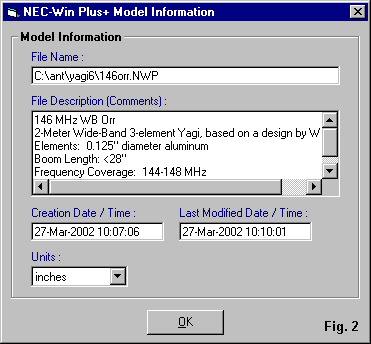 NEC-Win Plus+ Model Information
Model Information
File Name :
C:\ant\yagi6\146orr.NWP
File Description (Comments) :
146 MHz WB Orr
2-Meter Wide-Band 3-element Yagi, based on a design by W
Elements: 0.125" diameter aluminum
Boom Length: <28"
Frequency Coverage: 144-148 MHz
Creation Date / Time :
Last Modified Date / Time :
27-Mar-2002 10:07:06
27-Mar-2002 10:10:01
Units :
inches
OK
Fig. 2